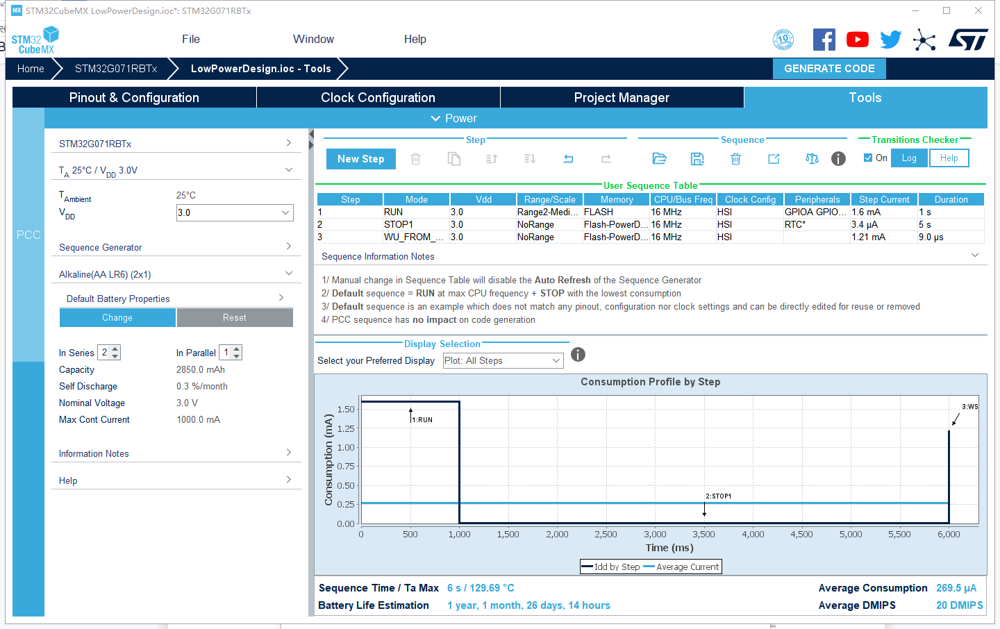 MX STM32CubeMX LowPowerDesign.ioc*: STM32G071RBTx
STM32 CubeMX
File Window Help
10
Home STM32G071RBTx LowPowerDesign.ioc - Tools GENERATE CODE
Pinout & Configuration Clock Configuration Project Manager Tools
Power
PCC
STM32G071RBTx
TA 25°C / VDD 3.0V
TAmbient 25°C
VDD 3.0
Sequence Generator
Alkaline(AA LR6) (2x1)
Default Battery Properties
Change Reset
In Series 2 In Parallel 1
Capacity 2850.0 mAh
Self Discharge 0.3 %/month
Nominal Voltage 3.0 V
Max Cont Current 1000.0 mA
Information Notes
Help
Step Sequence Transitions Checker
New Step On Log Help
User Sequence Table
Step Mode Vdd Range/Scale Memory CPU/Bus Freq Clock Config Peripherals Step Current Duration
1 RUN 3.0 Range2-Medi... FLASH 16 MHz HSI GPIOA GPIO... 1.6 mA 1 s
2 STOP1 3.0 NoRange Flash-PowerD... 16 MHz HSI RTC* 3.4 µA 5 s
3 WU_FROM_... 3.0 NoRange Flash-PowerD... 16 MHz HSI 1.21 mA 9.0 µs
Sequence Information Notes
1/ Manual change in Sequence Table will disable the Auto Refresh of the Sequence Generator
2/ Default sequence = RUN at max CPU frequency + STOP with the lowest consumption
3/ Default sequence is an example which does not match any pinout, configuration nor clock settings and can be directly edited for reuse or removed
4/ PCC sequence has no impact on code generation
Display Selection
Select your Preferred Display Plot: All Steps
Consumption Profile by Step
Consumption (mA)
1.50
1.25
1.00
0.75
0.50
0.25
0.00
1:RUN
2:STOP1
3:WS
0 500 1,000 1,500 2,000 2,500 3,000 3,500 4,000 4,500 5,000 5,500 6,000
Time (ms)
Idd by Step Average Current
Sequence Time / Ta Max 6 s / 129.69 °C Average Consumption 269.5 µA
Battery Life Estimation 1 year, 1 month, 26 days, 14 hours Average DMIPS 20 DMIPS